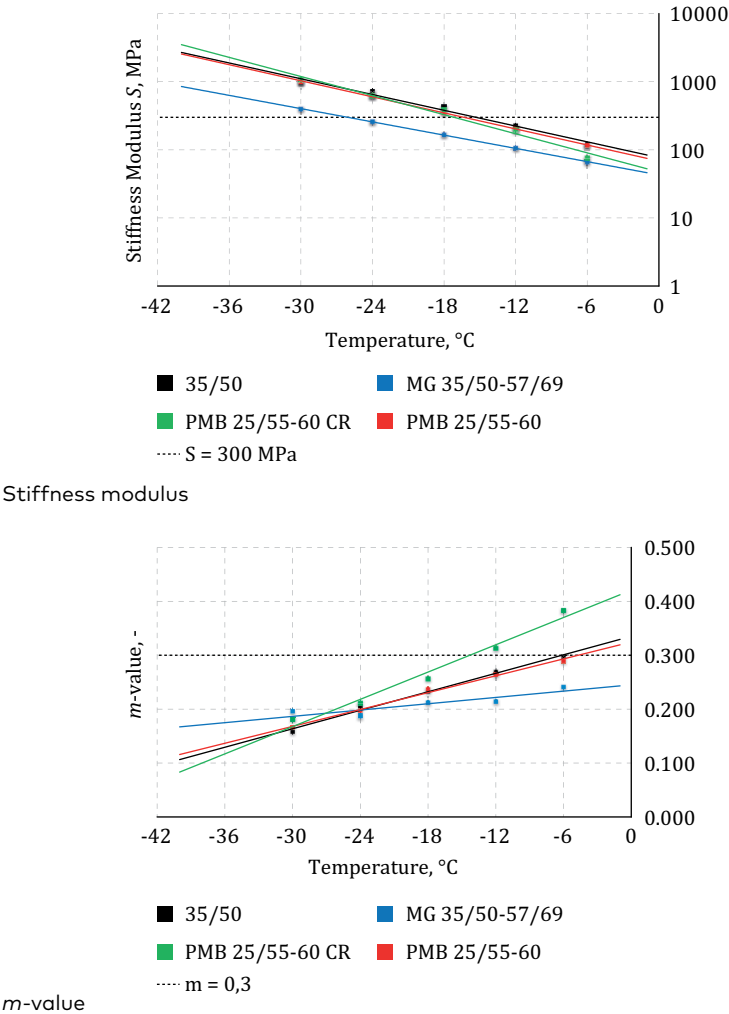 10000
1000
100
10
1
Stiffness Modulus S, MPa
-42 -36 -30 -24 -18 -12 -6 0
Temperature, °C
35/50 MG 35/50-57/69
PMB 25/55-60 CR PMB 25/55-60
S = 300 MPa
Stiffness modulus
0.500
0.400
0.300
0.200
0.100
0.000
m-value, -
-42 -36 -30 -24 -18 -12 -6 0
Temperature, °C
35/50 MG 35/50-57/69
PMB 25/55-60 CR PMB 25/55-60
m = 0,3
m-value